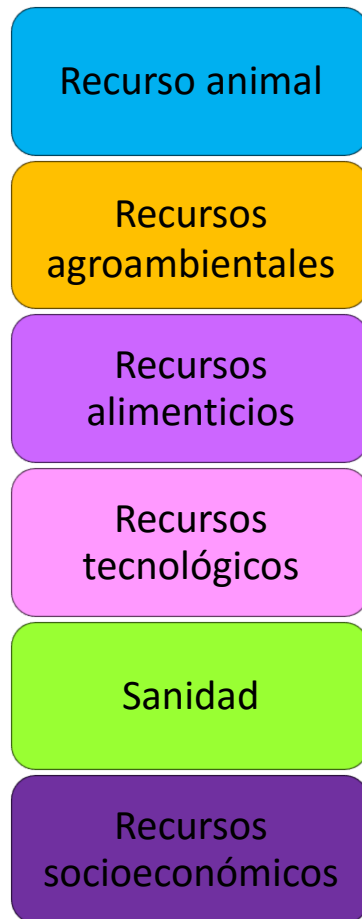 Recurso animal
Recursos
agroambientales
Recursos
alimenticios
Recursos
tecnológicos
Sanidad
Recursos
socioeconómicos